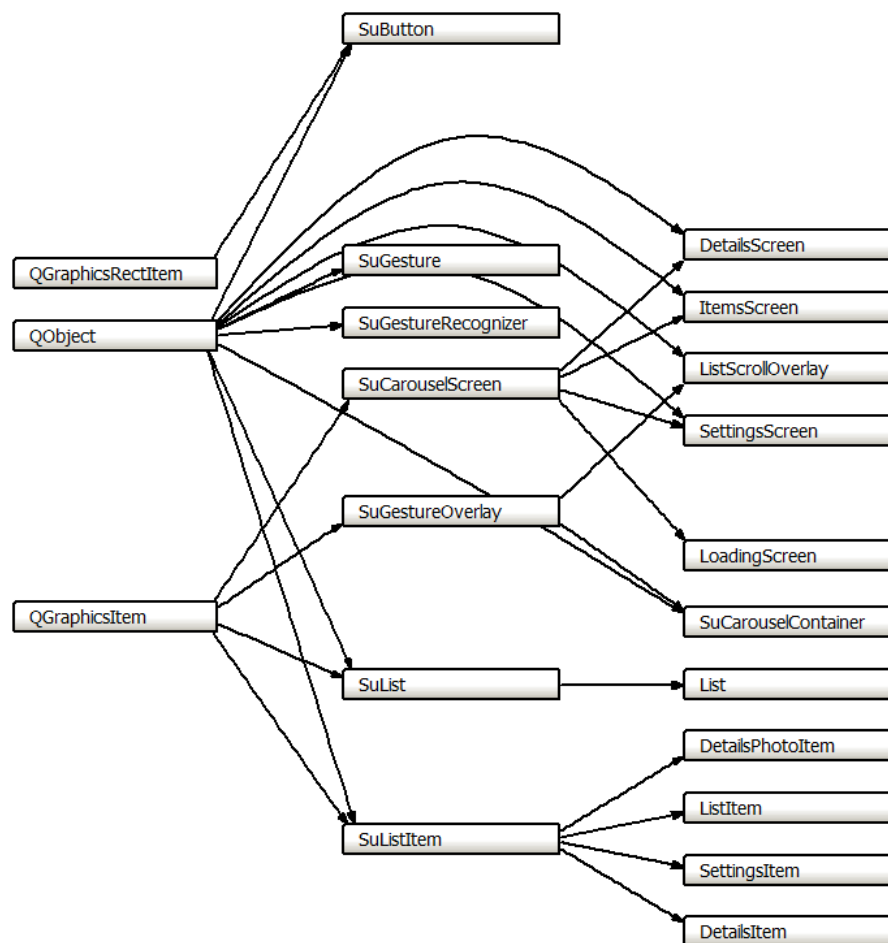 SuButton
DetailsScreen
QGraphicsRectItem
SuGesture
ItemsScreen
QObject
SuGestureRecognizer
ListScrollOverlay
SuCarouselScreen
SettingsScreen
SuGestureOverlay
LoadingScreen
QGraphicsItem
SuCarouselContainer
SuList
List
DetailsPhotoItem
ListItem
SuListItem
SettingsItem
DetailsItem